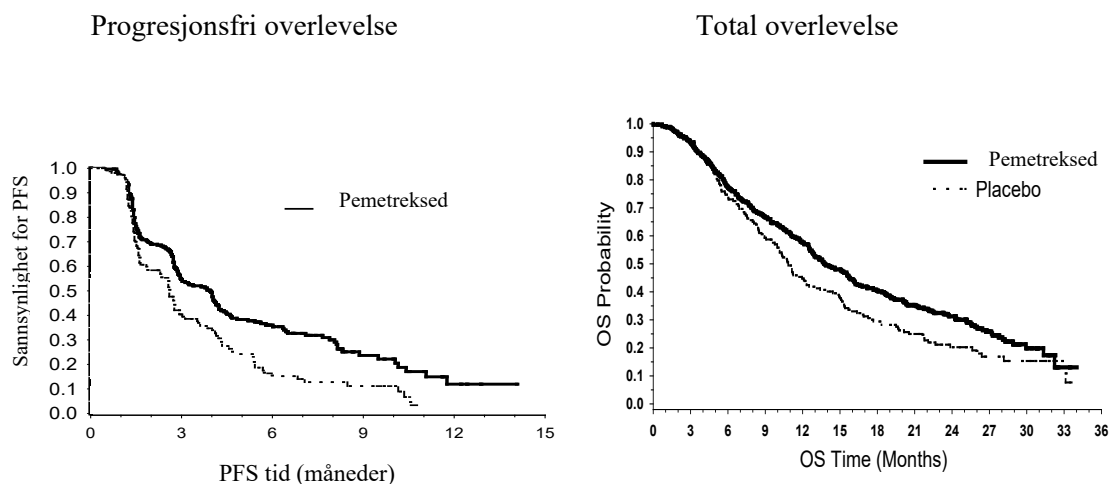 Progresjonsfri overlevelse
Total overlevelse
Sannsynlighet for PFS
1.0
0.9
0.8
0.7
0.6
0.5
0.4
0.3
0.2
0.1
0.0
Pemetreksed
0 3 6 9 12 15
PFS tid (måneder)
OS Probability
1.0
0.9
0.8
0.7
0.6
0.5
0.4
0.3
0.2
0.1
0.0
Pemetreksed
Placebo
0 3 6 9 12 15 18 21 24 27 30 33 36
OS Time (Months)